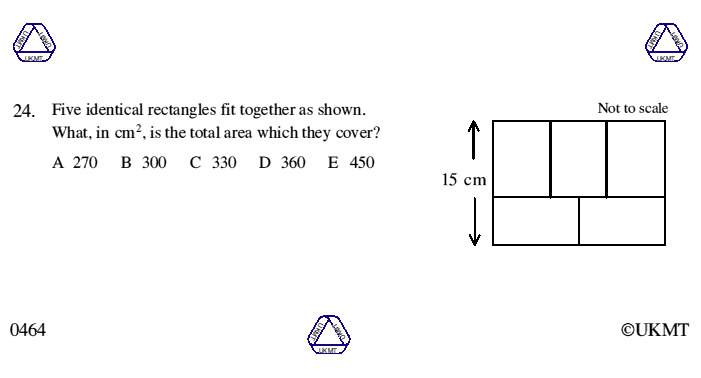 UKMT UKMT UKMT
UKMT UKMT UKMT
24. Five identical rectangles fit together as shown.
What, in cm², is the total area which they cover?
A 270 B 300 C 330 D 360 E 450
Not to scale
15 cm
0464
UKMT UKMT UKMT
©UKMT